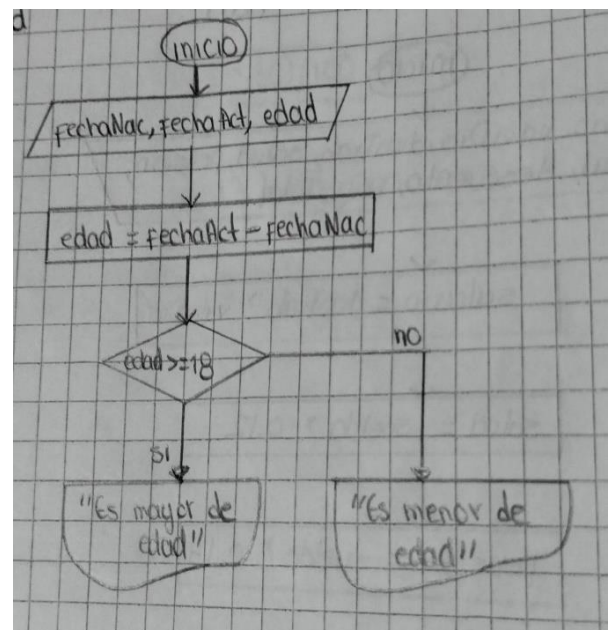 d
inicio
fechaNac, fechaAct, edad
edad = fechaAct - fechaNac
edad >= 18
no
si
"Es mayor de
edad"
"Es menor de
edad"